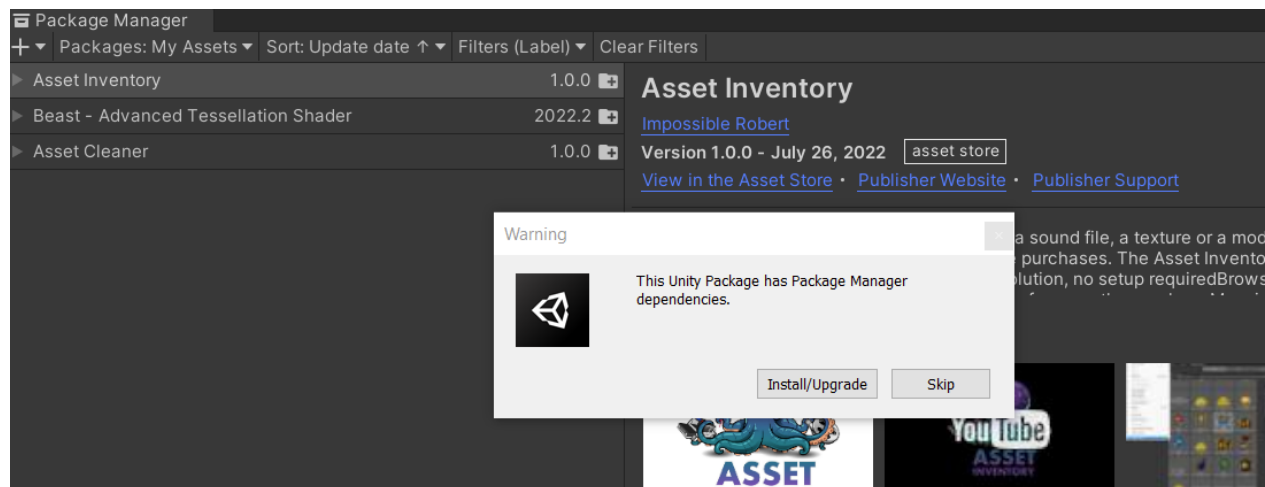 Package Manager
Packages: My Assets Sort: Update date ↑ Filters (Label) Clear Filters
Asset Inventory 1.0.0
Beast - Advanced Tessellation Shader 2022.2
Asset Cleaner 1.0.0
Asset Inventory
Impossible Robert
Version 1.0.0 - July 26, 2022 asset store
View in the Asset Store • Publisher Website • Publisher Support
a sound file, a texture or a mod
purchases. The Asset Invento
olution, no setup requiredBrows
Warning
This Unity Package has Package Manager
dependencies.
Install/Upgrade Skip
ASSET
YouTube
ASSET
INVENTORY